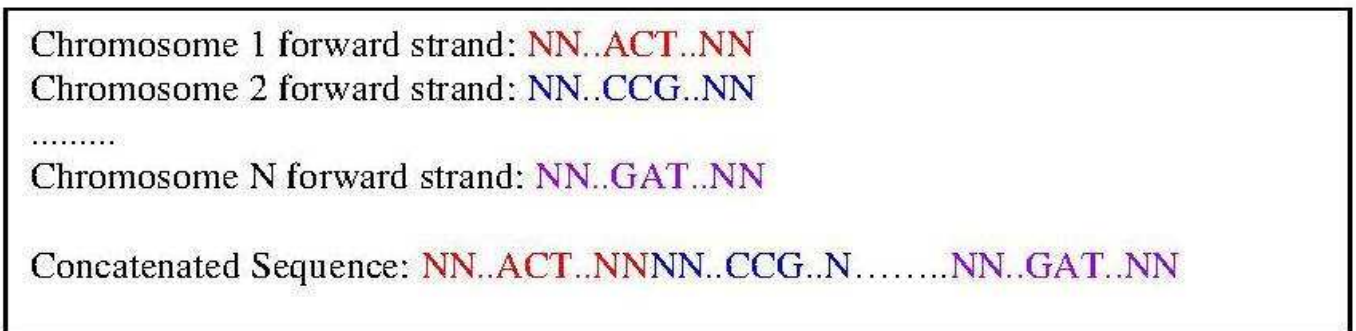 Chromosome 1 forward strand: NN..ACT..NN
Chromosome 2 forward strand: NN..CCG..NN
.........
Chromosome N forward strand: NN..GAT..NN
Concatenated Sequence: NN..ACT..NNNN..CCG..N........NN..GAT..NN